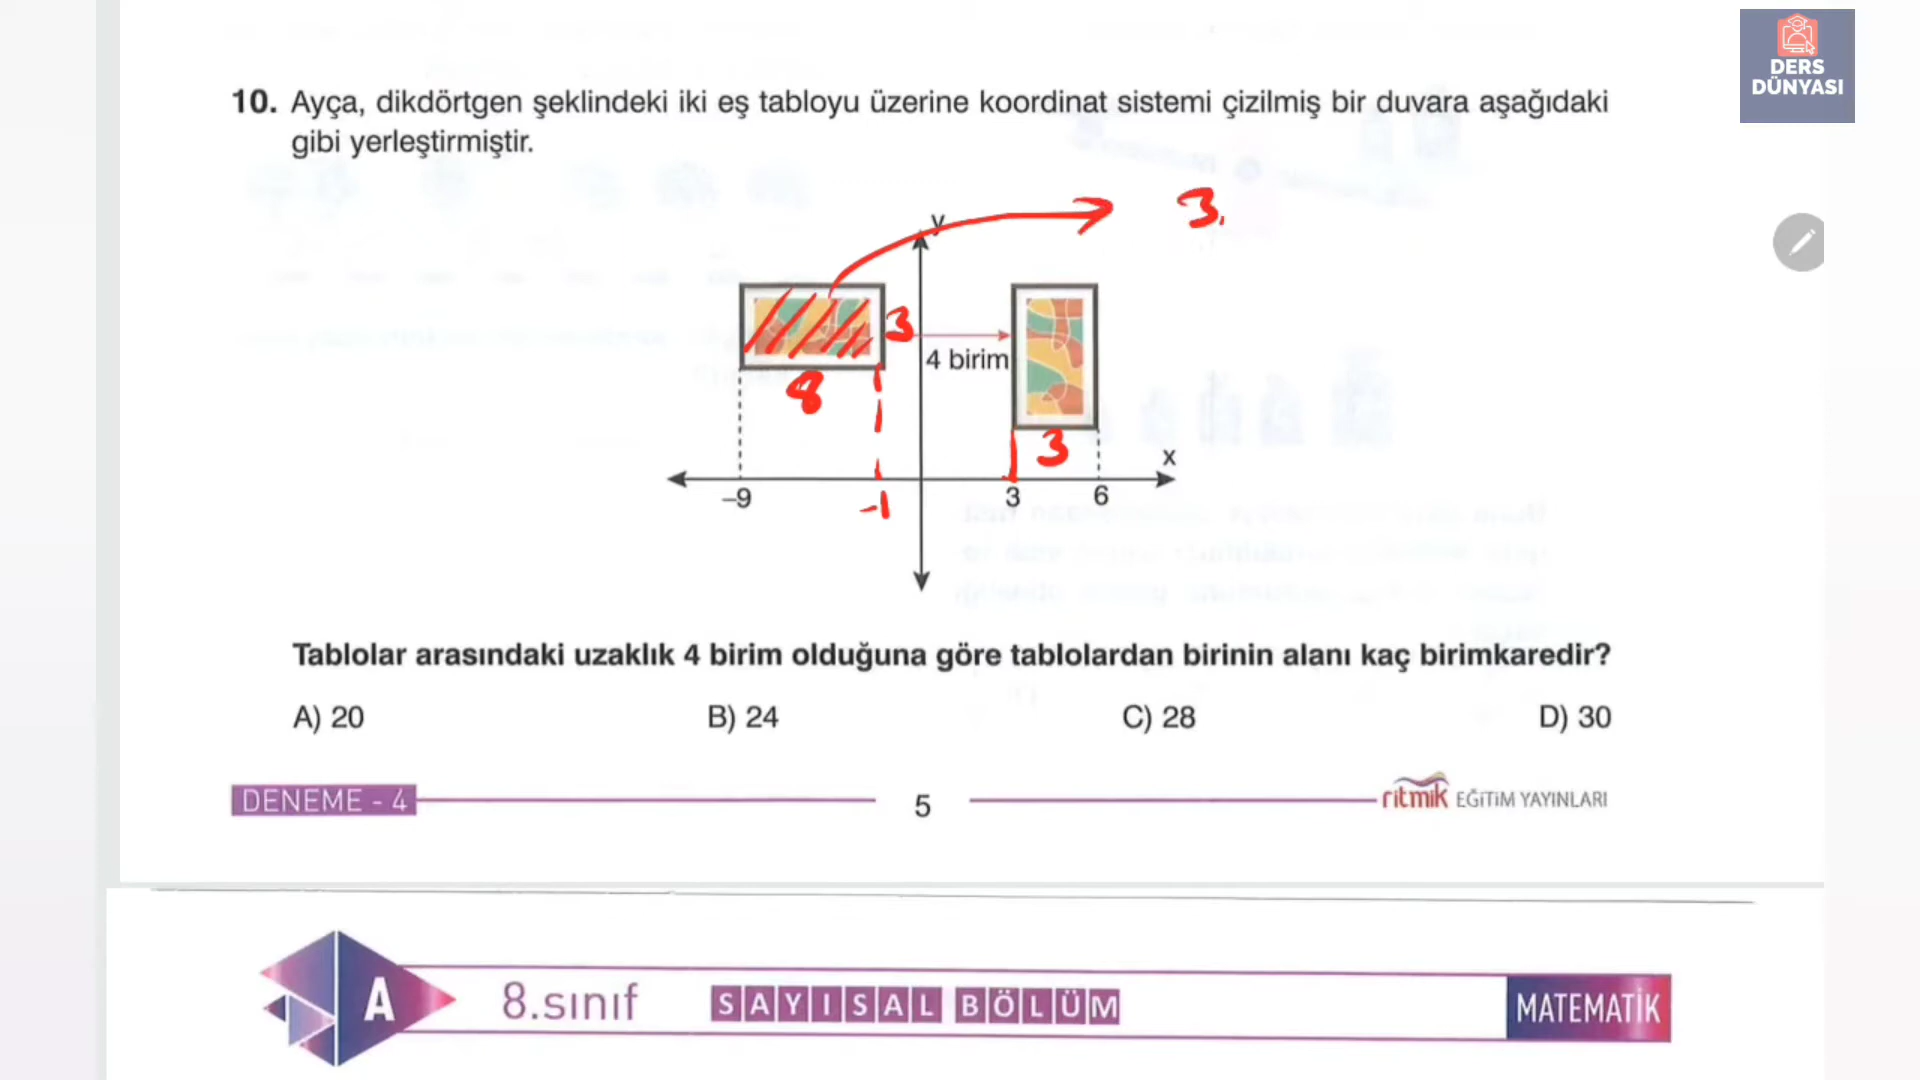 DERS
DÜNYASI
10. Ayça, dikdörtgen şeklindeki iki eş tabloyu üzerine koordinat sistemi çizilmiş bir duvara aşağıdaki
gibi yerleştirmiştir.
3.
y
3
4 birim
8
3
x
–9
-1
3
6
Tablolar arasındaki uzaklık 4 birim olduğuna göre tablolardan birinin alanı kaç birimkaredir?
A) 20
B) 24
C) 28
D) 30
DENEME - 4
5
ritmik EĞİTİM YAYINLARI
A
8.sınıf
SAYISAL BÖLÜM
MATEMATİK